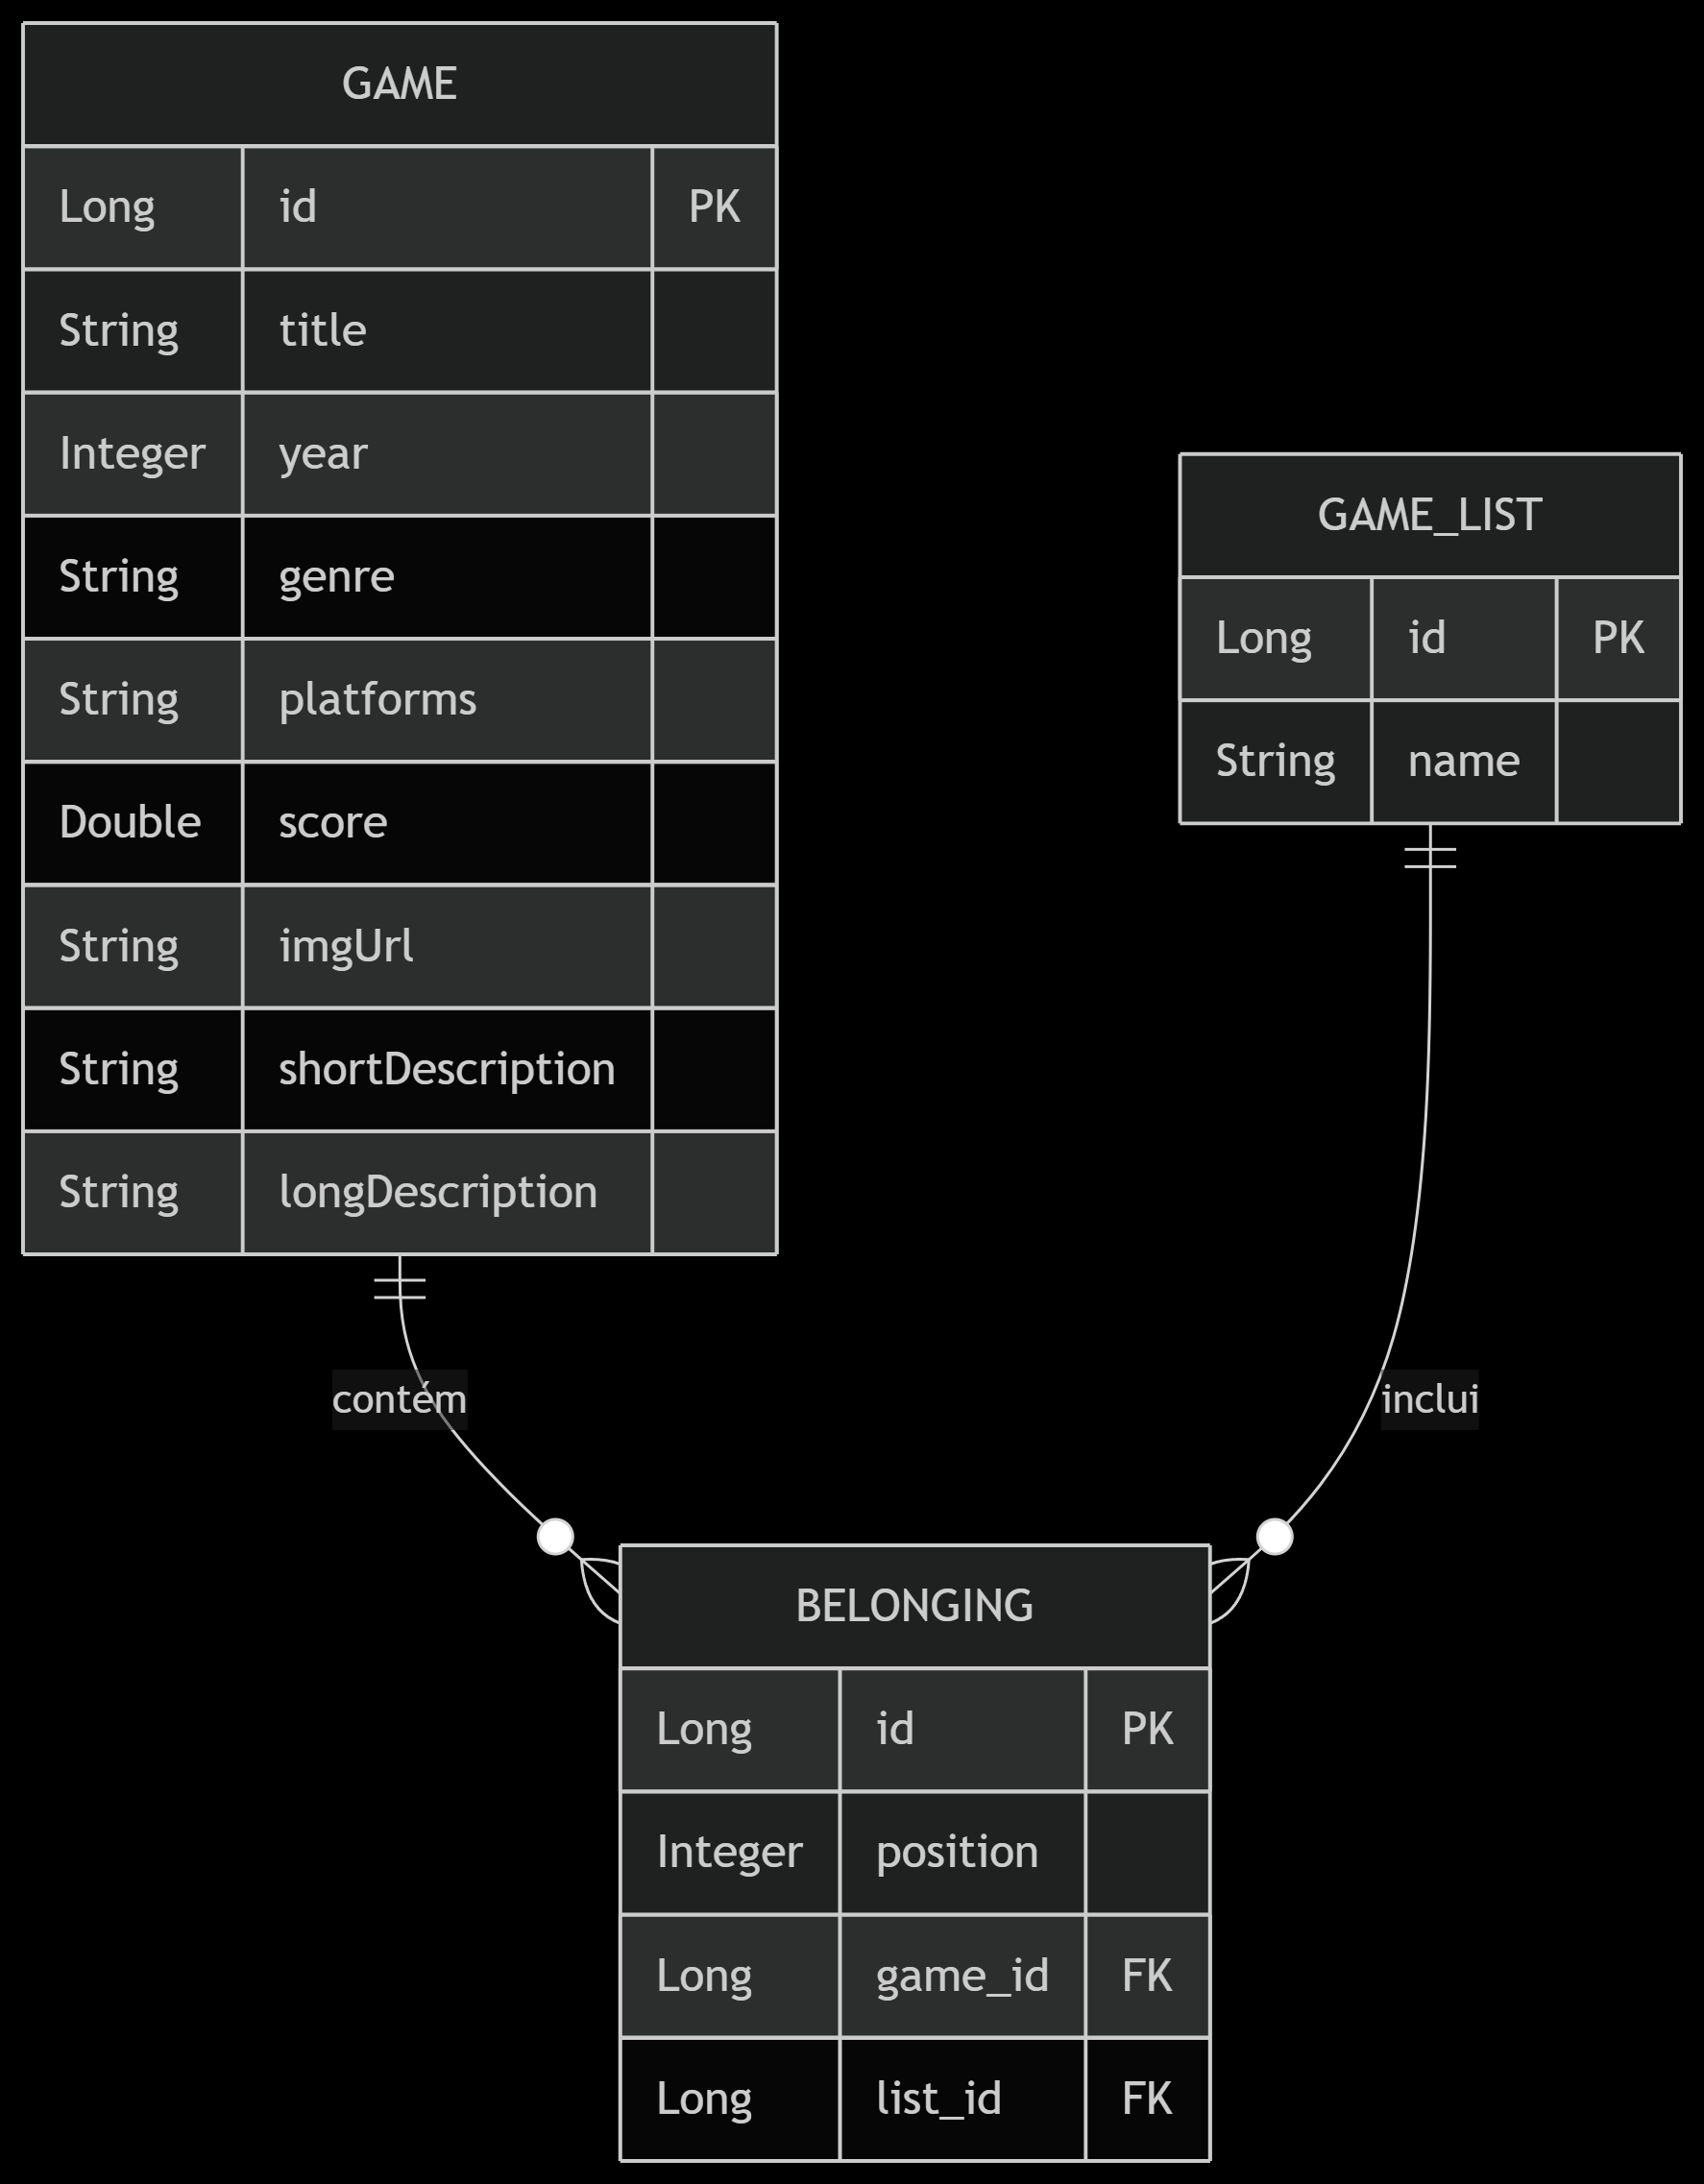 GAME
Long id PK
String title
Integer year
String genre
String platforms
Double score
String imgUrl
String shortDescription
String longDescription
GAME_LIST
Long id PK
String name
contém
inclui
BELONGING
Long id PK
Integer position
Long game_id FK
Long list_id FK